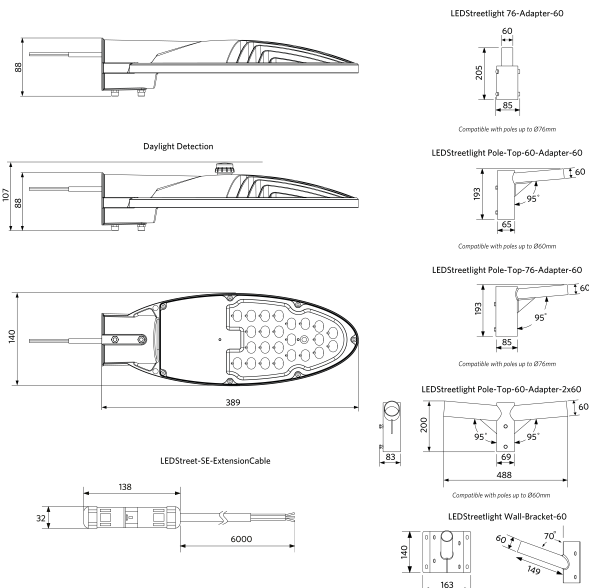 88
Daylight Detection
107
88
140
389
LEDStreet-SE-ExtensionCable
138
32
6000
LEDStreetlight 76-Adapter-60
60
205
85
Compatible with poles up to Ø76mm
LEDStreetlight Pole-Top-60-Adapter-60
60
193
95°
65
Compatible with poles up to Ø60mm
LEDStreetlight Pole-Top-76-Adapter-60
60
193
95°
85
Compatible with poles up to Ø76mm
LEDStreetlight Pole-Top-60-Adapter-2x60
60
200
95°
95°
83
69
488
Compatible with poles up to Ø60mm
LEDStreetlight Wall-Bracket-60
60
70°
140
149
163